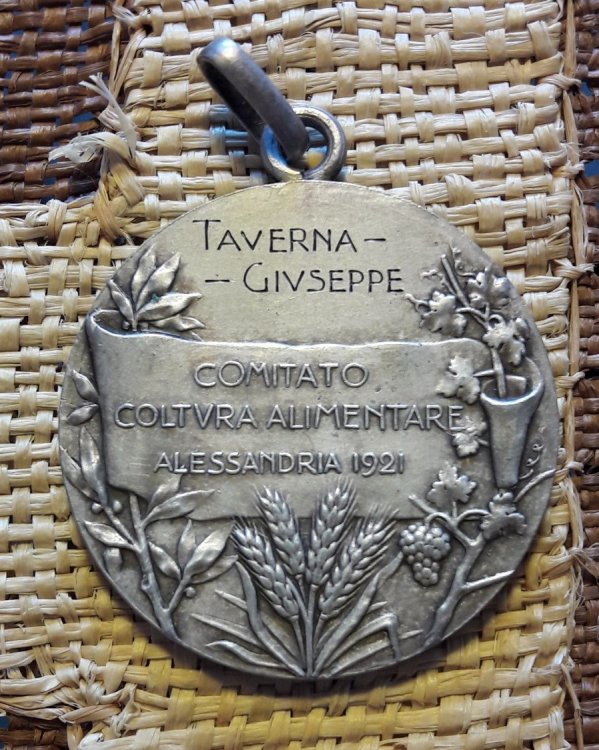 TAVERNA -
- GIVSEPPE
COMITATO
COLTVRA ALIMENTARE
ALESSANDRIA 1921